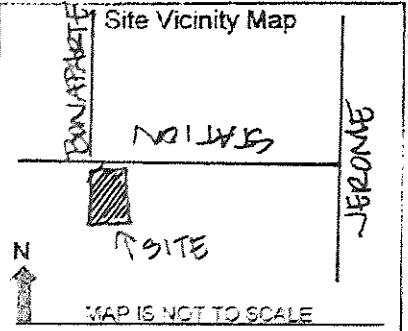 Site Vicinity Map
BONAPARTE
STATION
JEROME
SITE
N
MAP IS NOT TO SCALE